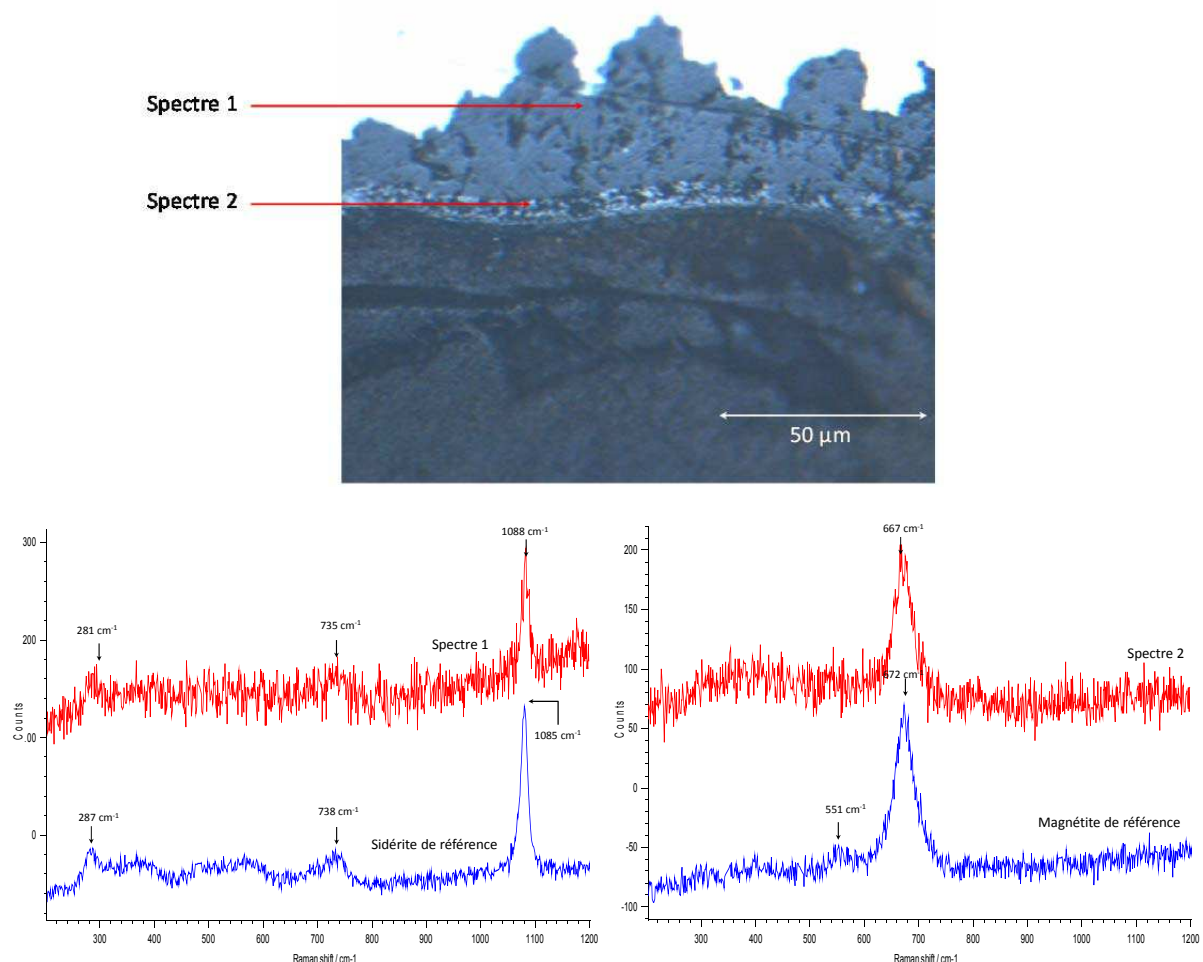 Spectre 1
Spectre 2
50 µm
300
200
.00
0
Counts
281 cm-1
735 cm-1
1088 cm-1
Spectre 1
1085 cm-1
287 cm-1
738 cm-1
Sidérite de référence
300 400 500 600 700 800 900 1000 1100 1200
Raman shift / cm-1
200
150
100
50
0
-50
-100
Counts
667 cm-1
Spectre 2
672 cm-1
551 cm-1
Magnétite de référence
300 400 500 600 700 800 900 1000 1100 1200
Raman shift / cm-1